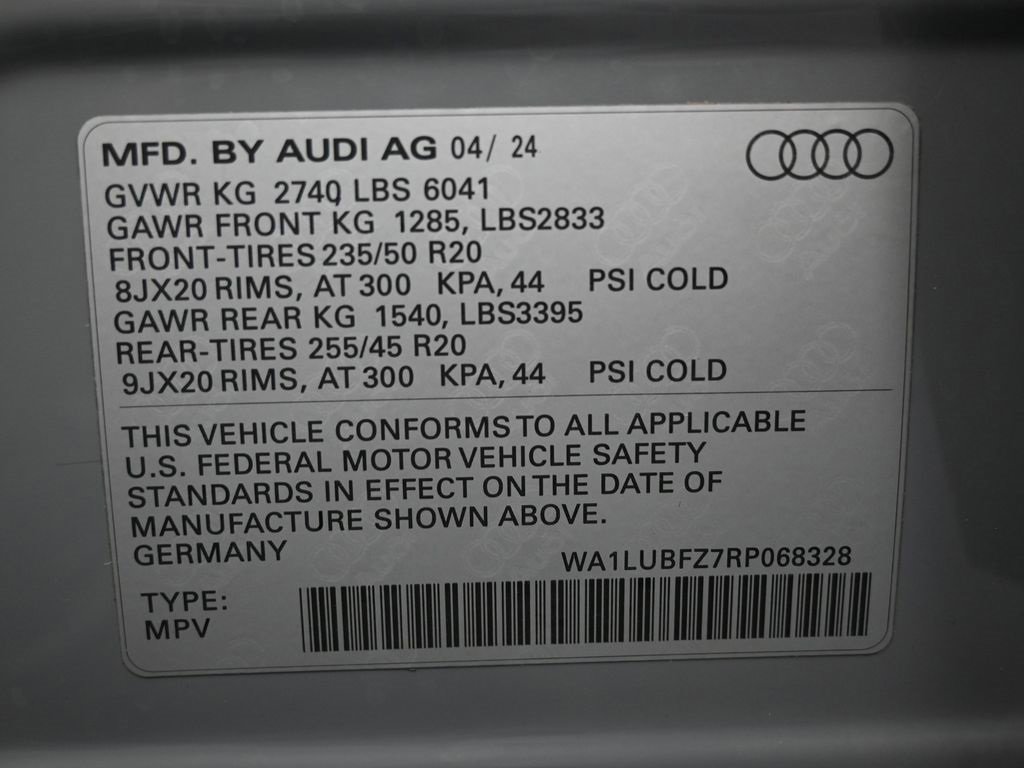 MFD. BY AUDI AG 04/ 24
GVWR KG 2740 LBS 6041
GAWR FRONT KG 1285, LBS2833
FRONT-TIRES 235/50 R20
8JX20 RIMS, AT 300 KPA, 44 PSI COLD
GAWR REAR KG 1540, LBS3395
REAR-TIRES 255/45 R20
9JX20 RIMS, AT 300 KPA, 44 PSI COLD
THIS VEHICLE CONFORMS TO ALL APPLICABLE
U.S. FEDERAL MOTOR VEHICLE SAFETY
STANDARDS IN EFFECT ON THE DATE OF
MANUFACTURE SHOWN ABOVE.
GERMANY
WA1LUBFZ7RP068328
TYPE:
MPV